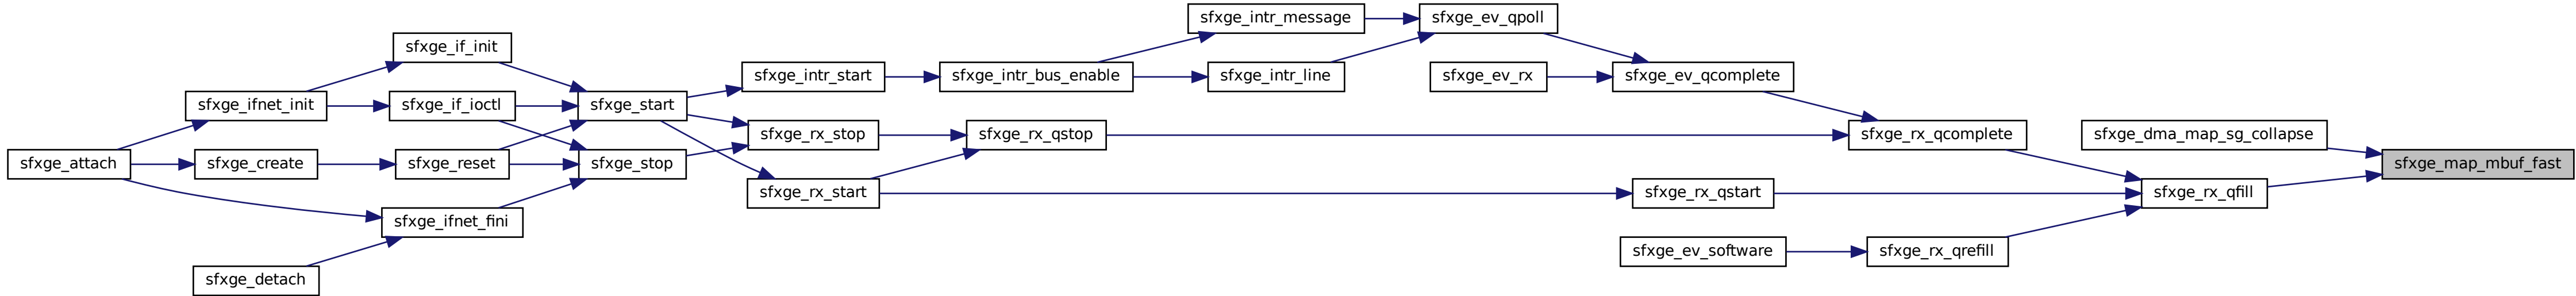 sfxge_intr_message
sfxge_ev_qpoll
sfxge_if_init
sfxge_intr_start
sfxge_intr_bus_enable
sfxge_intr_line
sfxge_ev_rx
sfxge_ev_qcomplete
sfxge_ifnet_init
sfxge_if_ioctl
sfxge_start
sfxge_rx_stop
sfxge_rx_qstop
sfxge_rx_qcomplete
sfxge_dma_map_sg_collapse
sfxge_attach
sfxge_create
sfxge_reset
sfxge_stop
sfxge_map_mbuf_fast
sfxge_rx_start
sfxge_rx_qstart
sfxge_rx_qfill
sfxge_ifnet_fini
sfxge_ev_software
sfxge_rx_qrefill
sfxge_detach